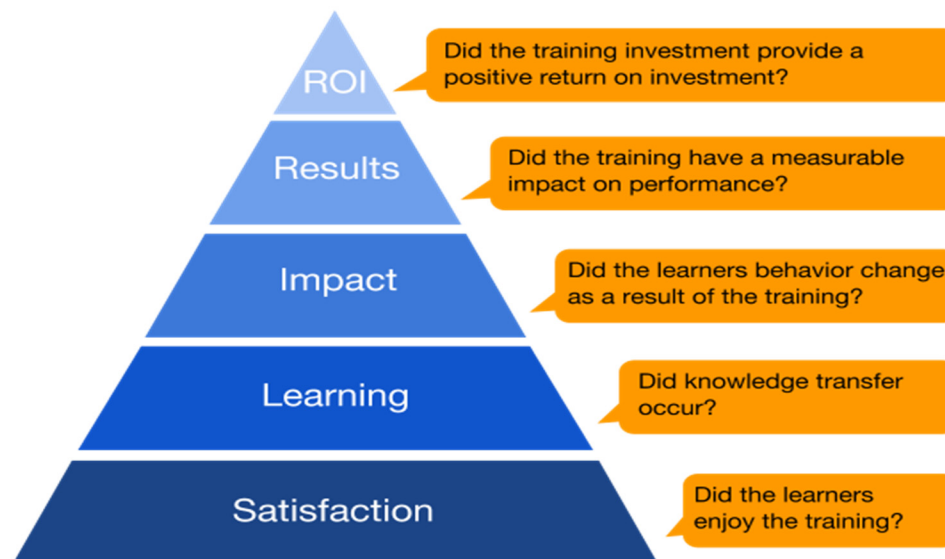 ROI
Did the training investment provide a
positive return on investment?
Results
Did the training have a measurable
impact on performance?
Impact
Did the learners behavior change
as a result of the training?
Learning
Did knowledge transfer
occur?
Satisfaction
Did the learners
enjoy the training?